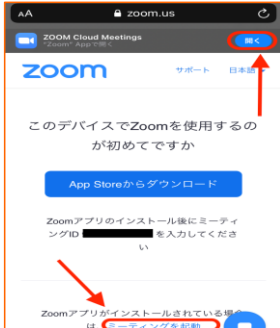 AA zoom.us
ZOOM Cloud Meetings
"Zoom" Appで開く
開く
zoom サポート 日本語
このデバイスでZoomを使用するの
が初めてですか
App Storeからダウンロード
Zoomアプリのインストール後にミーティ
ングID を入力してくださ
い
Zoomアプリがインストールされている場合
は、ミーティングを起動